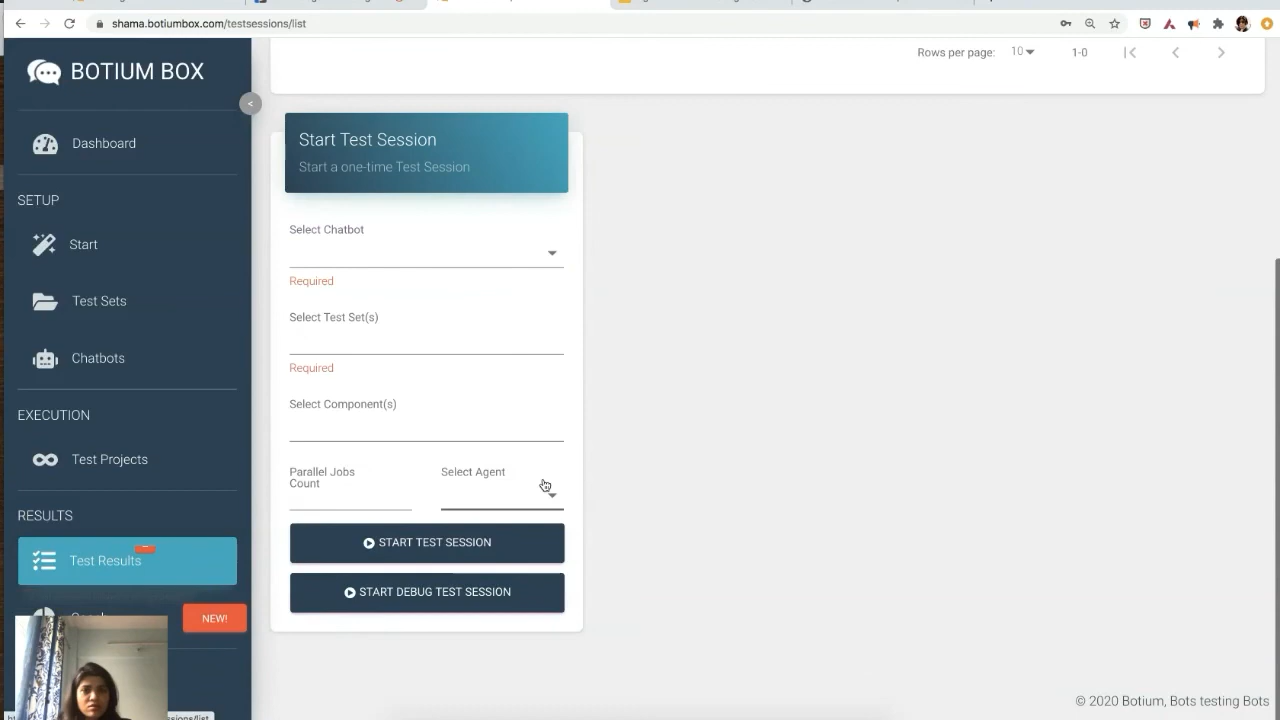 shama.botiumbox.com/testsessions/list
BOTIUM BOX
<
Dashboard
SETUP
Start
Test Sets
Chatbots
EXECUTION
Test Projects
RESULTS
Test Results
NEW!
Rows per page: 10 1-0
Start Test Session
Start a one-time Test Session
Select Chatbot
Required
Select Test Set(s)
Required
Select Component(s)
Parallel Jobs
Count
Select Agent
START TEST SESSION
START DEBUG TEST SESSION
© 2020 Botium, Bots testing Bots